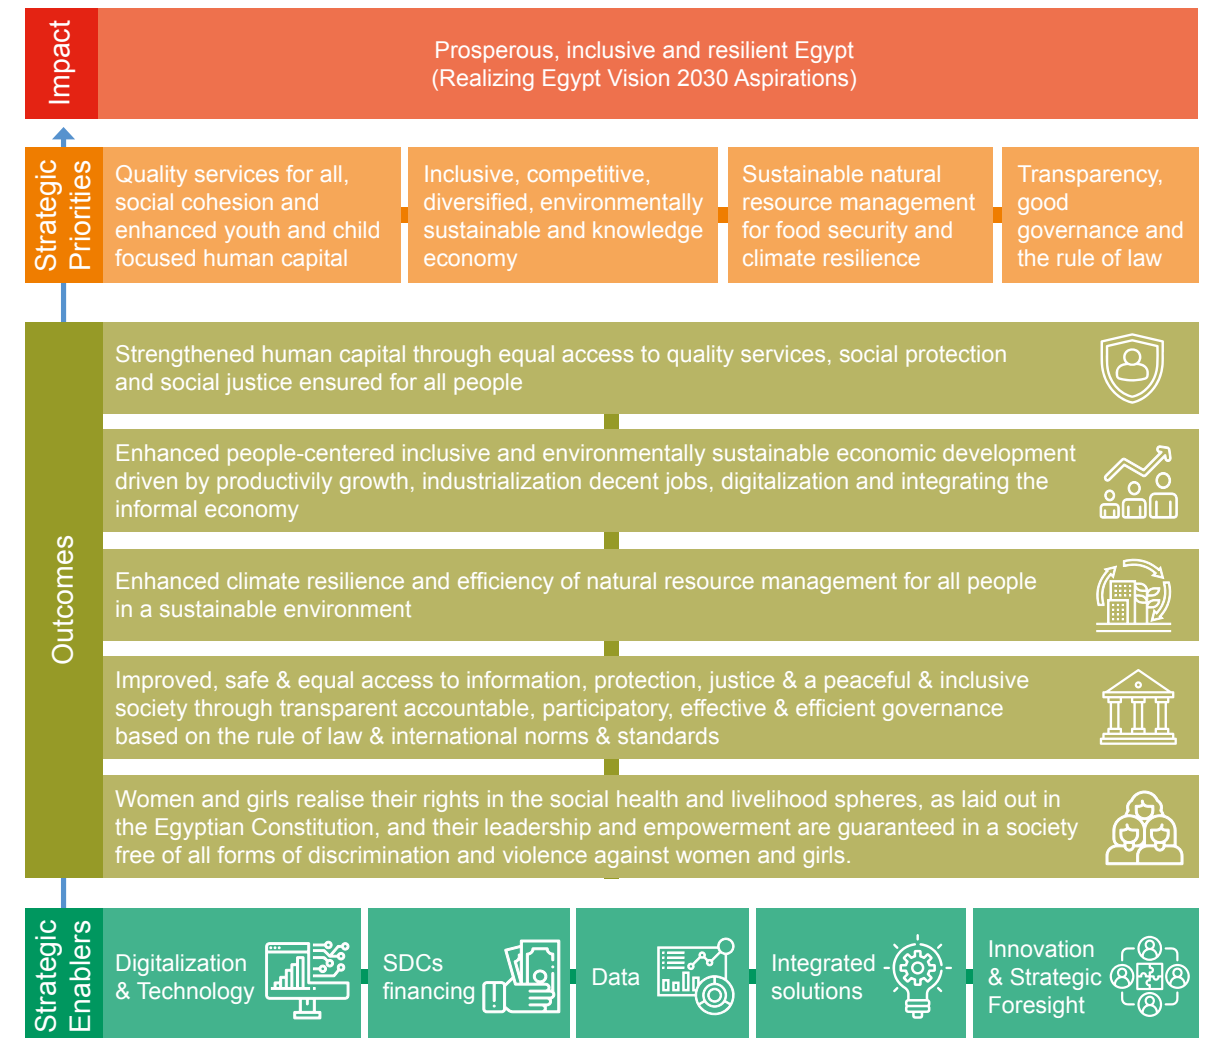 Impact
Prosperous, inclusive and resilient Egypt
(Realizing Egypt Vision 2030 Aspirations)
Strategic
Priorities
Quality services for all,
social cohesion and
enhanced youth and child
focused human capital
Inclusive, competitive,
diversified, environmentally
sustainable and knowledge
economy
Sustainable natural
resource management
for food security and
climate resilience
Transparency,
good
governance and
the rule of law
Outcomes
Strengthened human capital through equal access to quality services, social protection
and social justice ensured for all people
Enhanced people-centered inclusive and environmentally sustainable economic development
driven by productivily growth, industrialization decent jobs, digitalization and integrating the
informal economy
Enhanced climate resilience and efficiency of natural resource management for all people
in a sustainable environment
Improved, safe & equal access to information, protection, justice & a peaceful & inclusive
society through transparent accountable, participatory, effective & efficient governance
based on the rule of law & international norms & standards
Women and girls realise their rights in the social health and livelihood spheres, as laid out in
the Egyptian Constitution, and their leadership and empowerment are guaranteed in a society
free of all forms of discrimination and violence against women and girls.
Strategic
Enablers
Digitalization
& Technology
SDCs
financing
Data
Integrated
solutions
Innovation
& Strategic
Foresight